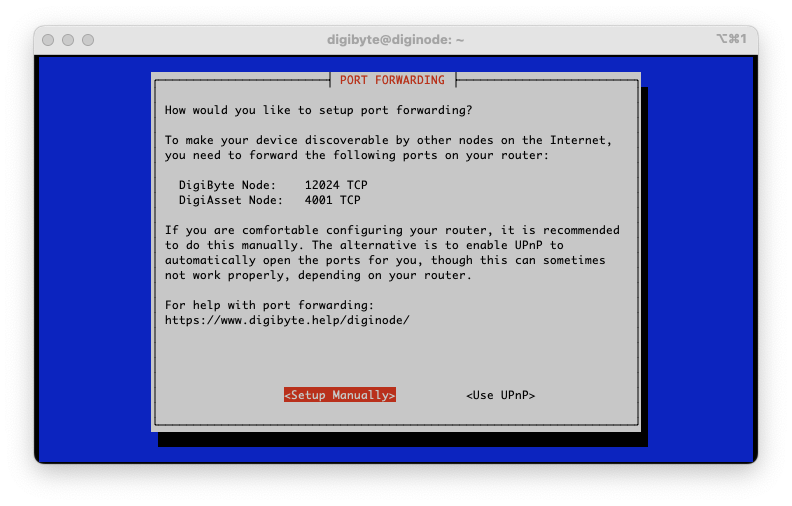 digibyte@diginode: ~
⌥⌘1
PORT FORWARDING
How would you like to setup port forwarding?
To make your device discoverable by other nodes on the Internet,
you need to forward the following ports on your router:
DigiByte Node:    12024 TCP
DigiAsset Node:   4001 TCP
If you are comfortable configuring your router, it is recommended
to do this manually. The alternative is to enable UPnP to
automatically open the ports for you, though this can sometimes
not work properly, depending on your router.
For help with port forwarding:
https://www.digibyte.help/diginode/
<Setup Manually>          <Use UPnP>